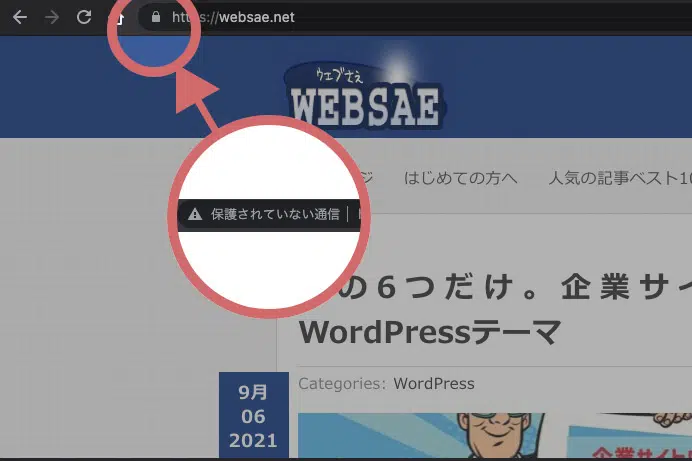 https://websae.net
ウェブさえ
WEBSAE
ジ はじめての方へ 人気の記事ベスト10
保護されていない通信
の6つだけ。企業サイ
WordPressテーマ
Categories: WordPress
9月
06
2021
企業サイト